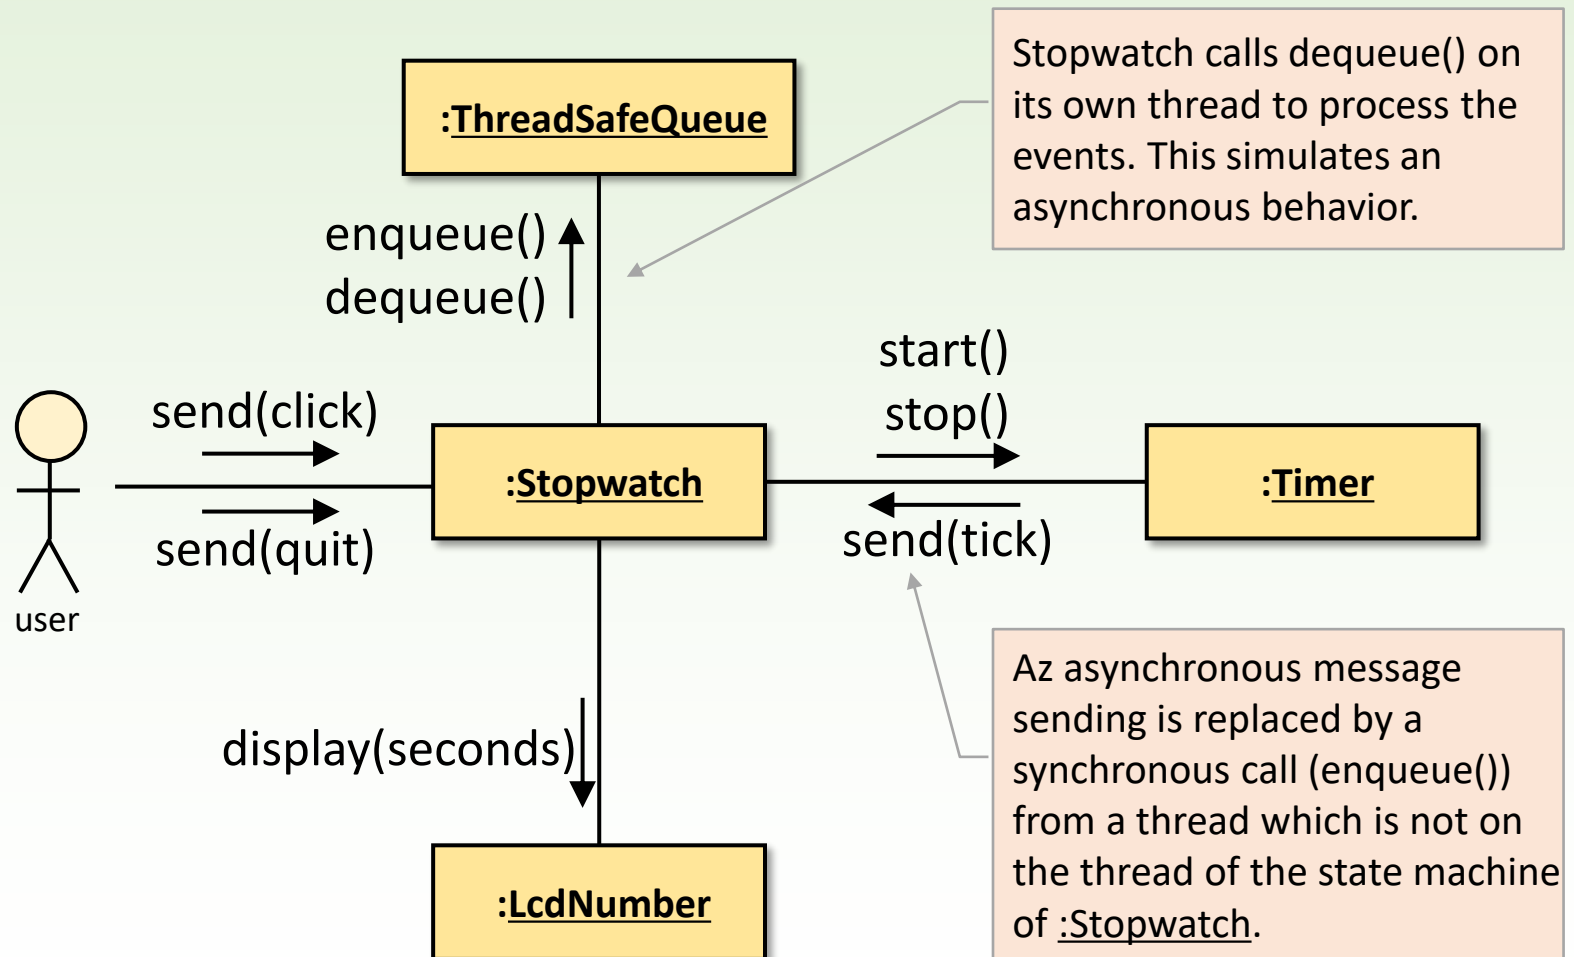 Stopwatch calls dequeue() on
its own thread to process the
events. This simulates an
asynchronous behavior.
:ThreadSafeQueue
enqueue()
dequeue()
start()
stop()
send(click)
:Stopwatch
:Timer
send(quit)
send(tick)
user
display(seconds)
Az asynchronous message
sending is replaced by a
synchronous call (enqueue())
from a thread which is not on
the thread of the state machine
of :Stopwatch.
:LcdNumber